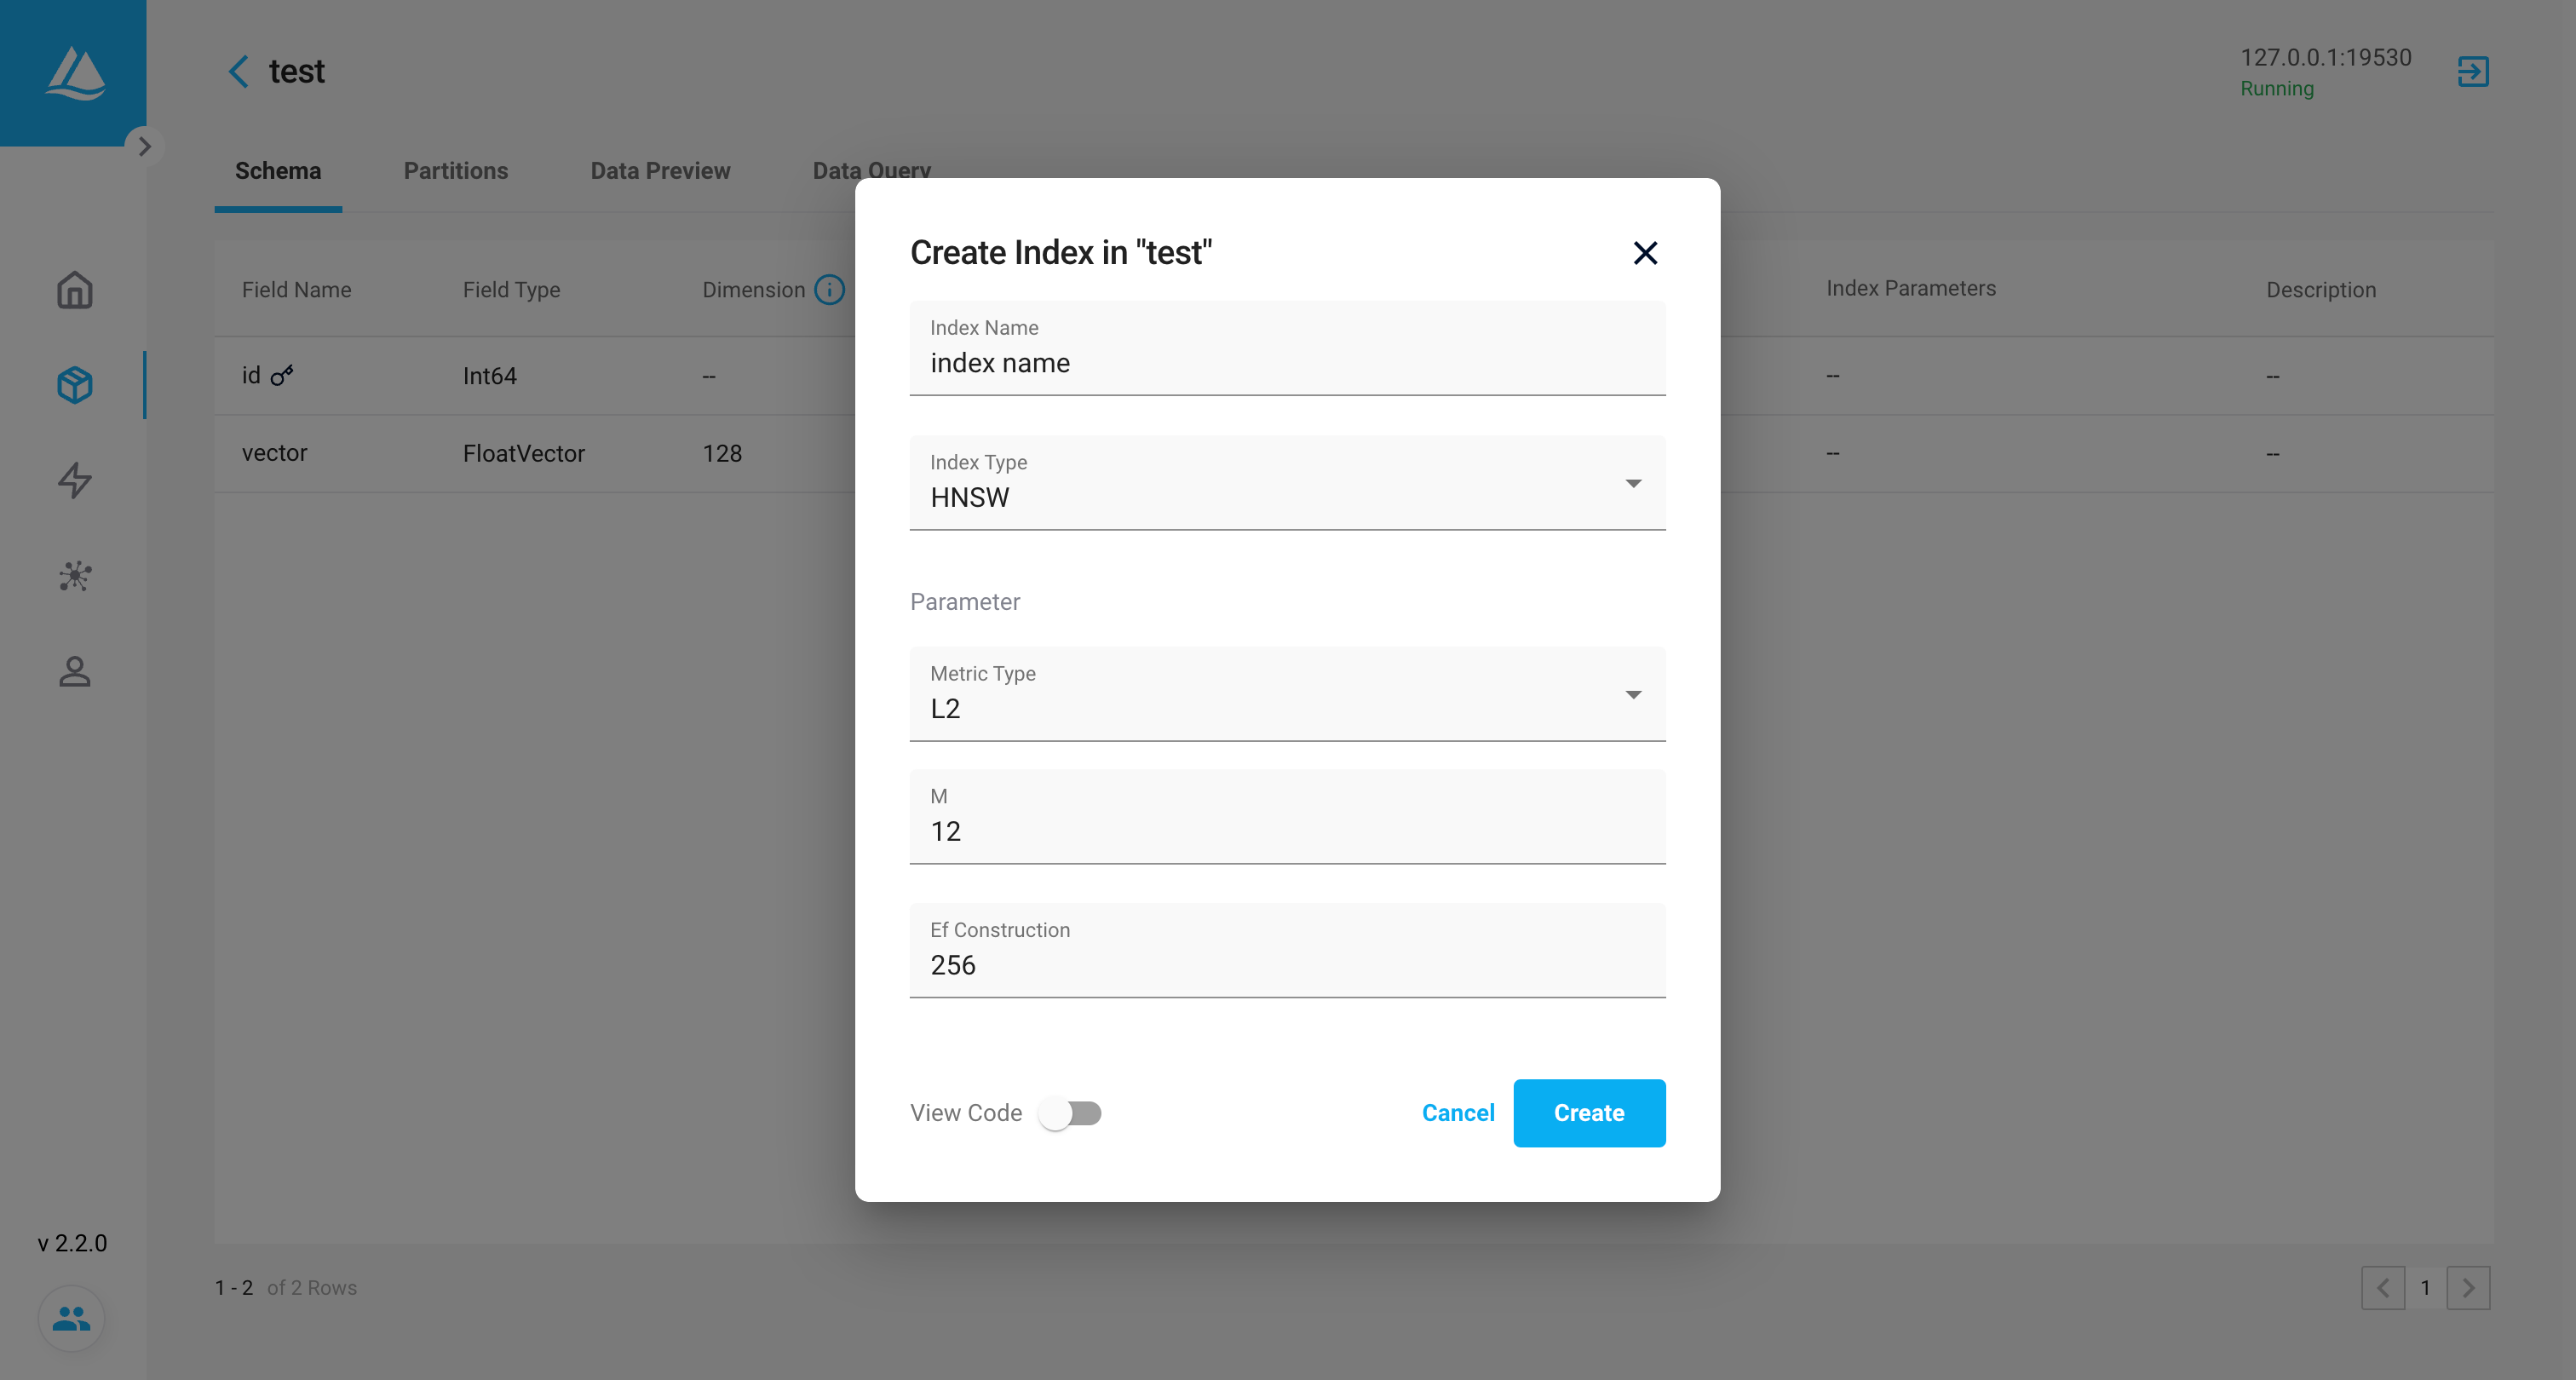 test
127.0.0.1:19530
Running
Schema Partitions Data Preview Data Query
Create Index in "test"
Field Name Field Type Dimension Index Parameters Description
id Int64 -- -- --
vector FloatVector 128 -- --
Index Name
index name
Index Type
HNSW
Parameter
Metric Type
L2
M
12
Ef Construction
256
View Code Cancel Create
v 2.2.0
1 - 2 of 2 Rows 1